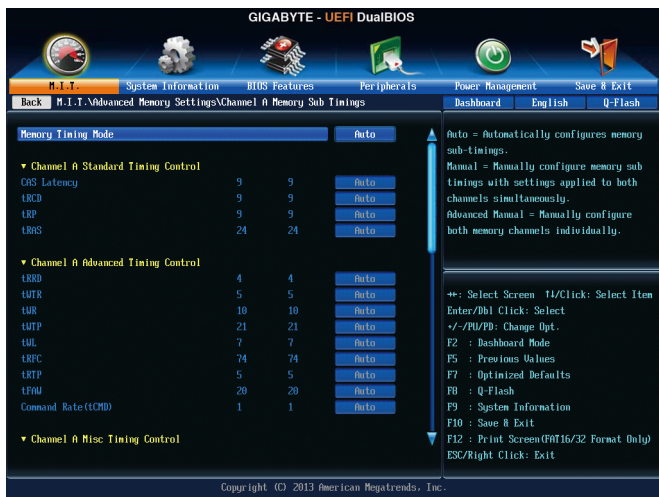 GIGABYTE - UEFI DualBIOS
M.I.T. System Information BIOS Features Peripherals Power Management Save & Exit
Back M.I.T.\Advanced Memory Settings\Channel A Memory Sub Timings Dashboard English Q-Flash
Memory Timing Mode Auto
▼ Channel A Standard Timing Control
CAS Latency 9 9 Auto
tRCD 9 9 Auto
tRP 9 9 Auto
tRAS 24 24 Auto
▼ Channel A Advanced Timing Control
tRRD 4 4 Auto
tWTR 5 5 Auto
tWR 10 10 Auto
tWTP 21 21 Auto
tWL 7 7 Auto
tRFC 74 74 Auto
tRTP 5 5 Auto
tFAW 20 20 Auto
Command Rate(tCMD) 1 1 Auto
▼ Channel A Misc Timing Control
Auto = Automatically configures memory
sub-timings.
Manual = Manually configure memory sub
timings with settings applied to both
channels simultaneously.
Advanced Manual = Manually configure
both memory channels individually.
→←: Select Screen ↑↓/Click: Select Item
Enter/Dbl Click: Select
+/-/PU/PD: Change Opt.
F2 : Dashboard Mode
F5 : Previous Values
F7 : Optimized Defaults
F8 : Q-Flash
F9 : System Information
F10 : Save & Exit
F12 : Print Screen(FAT16/32 Format Only)
ESC/Right Click: Exit
Copyright (C) 2013 American Megatrends, Inc.